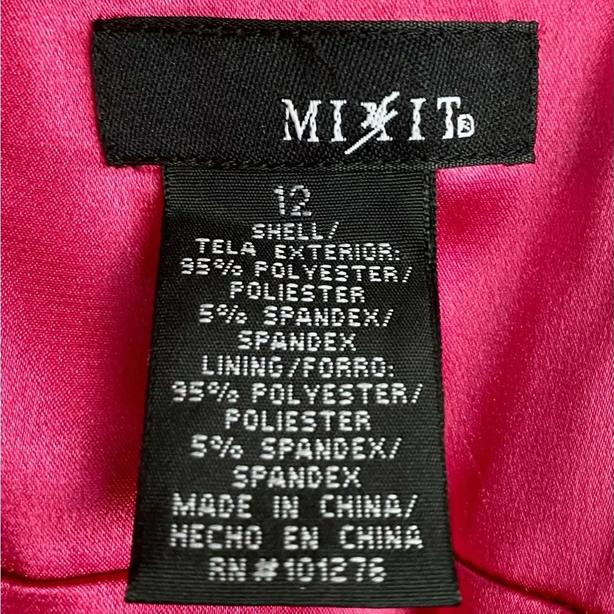 MIXIT®
12
SHELL/
TELA EXTERIOR:
95% POLYESTER/
POLIESTER
5% SPANDEX/
SPANDEX
LINING/FORRO:
95% POLYESTER/
POLIESTER
5% SPANDEX/
SPANDEX
MADE IN CHINA/
HECHO EN CHINA
RN#101276